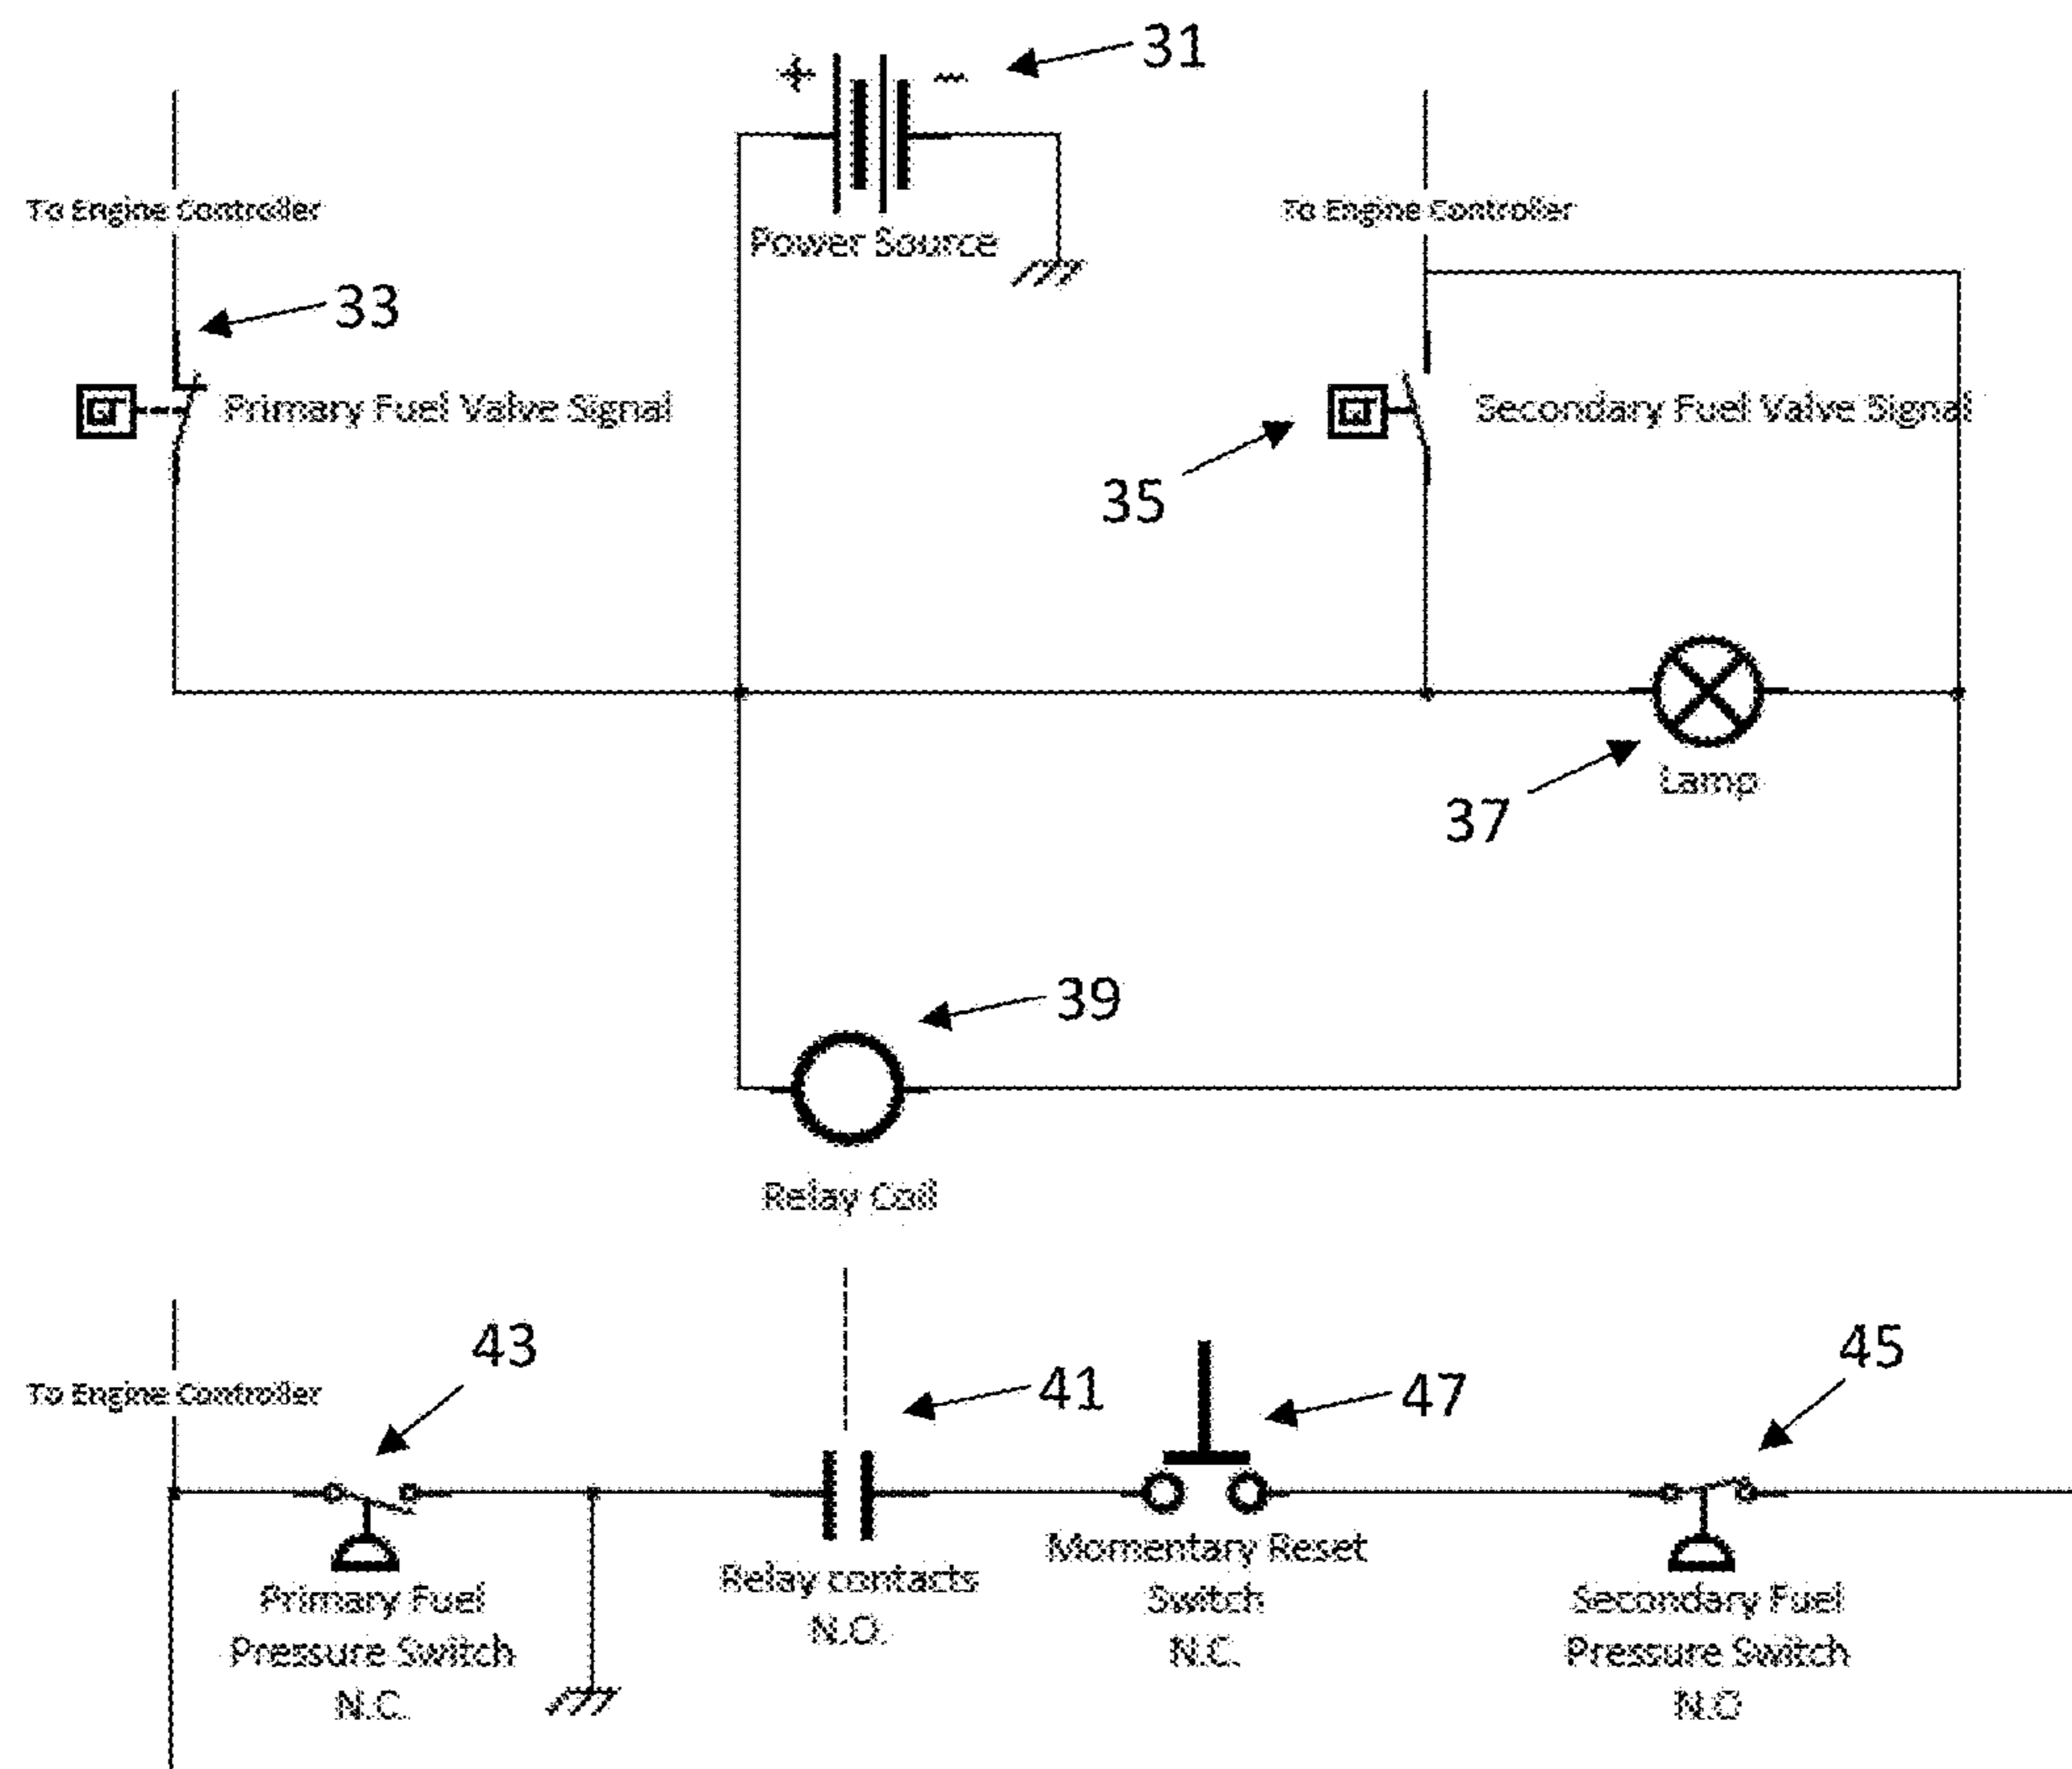 31
+ −
To Engine Controller
To Engine Controller
Power Source
33
Primary Fuel Valve Signal
Secondary Fuel Valve Signal
35
Lamp
37
39
Relay Coil
43
45
41
47
To Engine Controller
Momentary Reset
Switch
N.C.
Relay contacts
N.O.
Primary Fuel
Pressure Switch
N.C.
Secondary Fuel
Pressure Switch
N.O